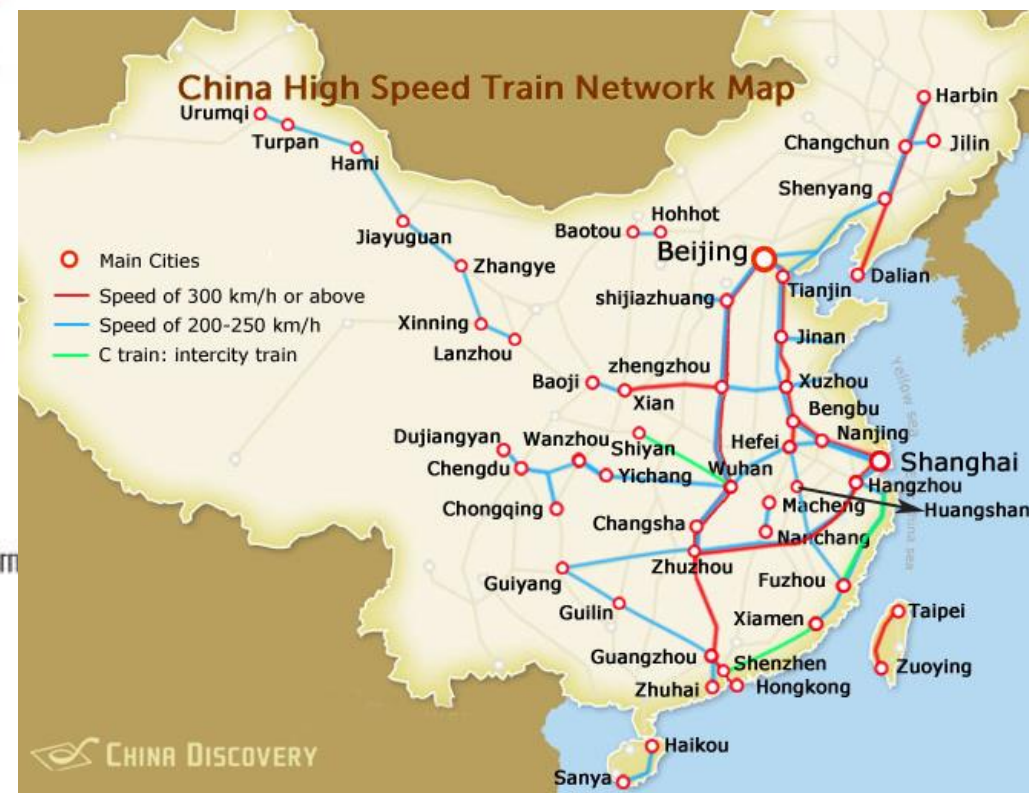 China High Speed Train Network Map
Urumqi
Turpan
Hami
Jiayuguan
Zhangye
Xinning
Lanzhou
Harbin
Changchun
Jilin
Shenyang
Dalian
Baotou
Hohhot
Beijing
Tianjin
shijiazhuang
Jinan
Main Cities
Speed of 300 km/h or above
Speed of 200-250 km/h
C train: intercity train
Yellow sea
zhengzhou
Baoji
Xian
Xuzhou
Bengbu
Dujiangyan
Wanzhou
Shiyan
Hefei
Nanjing
Chengdu
Yichang
Wuhan
Shanghai
Hangzhou
Chongqing
Macheng
Huangshan
Changsha
Nanchang
Zhuzhou
Guiyang
Fuzhou
Guilin
Xiamen
Taipei
Guangzhou
Shenzhen
Zuoying
Zhuhai
Hongkong
Haikou
Sanya
CHINA DISCOVERY